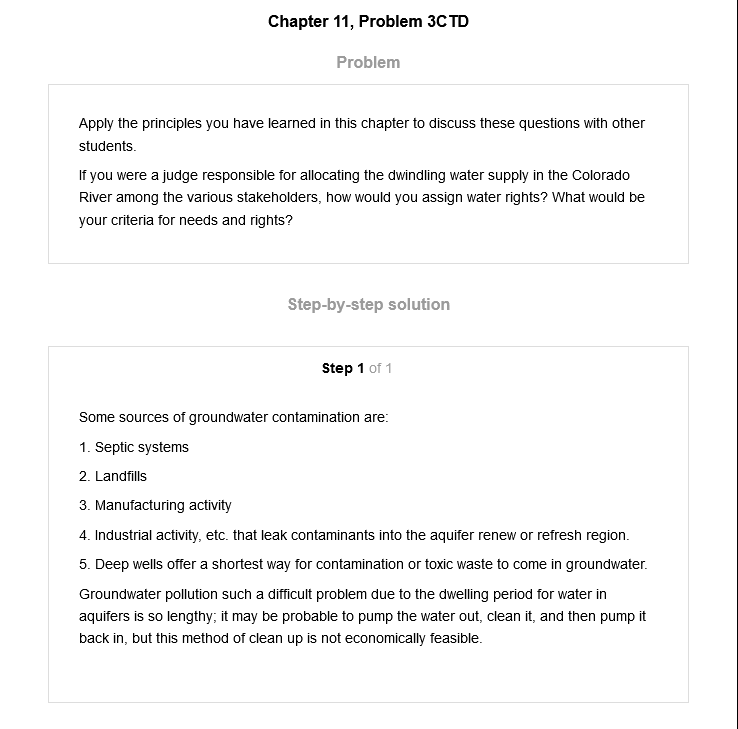 Chapter 11, Problem 3CTD
Problem
Apply the principles you have learned in this chapter to discuss these questions with other
students.
If you were a judge responsible for allocating the dwindling water supply in the Colorado
River among the various stakeholders, how would you assign water rights? What would be
your criteria for needs and rights?
Step-by-step solution
Step 1 of 1
Some sources of groundwater contamination are:
1. Septic systems
2. Landfills
3. Manufacturing activity
4. Industrial activity, etc. that leak contaminants into the aquifer renew or refresh region.
5. Deep wells offer a shortest way for contamination or toxic waste to come in groundwater.
Groundwater pollution such a difficult problem due to the dwelling period for water in
aquifers is so lengthy; it may be probable to pump the water out, clean it, and then pump it
back in, but this method of clean up is not economically feasible.